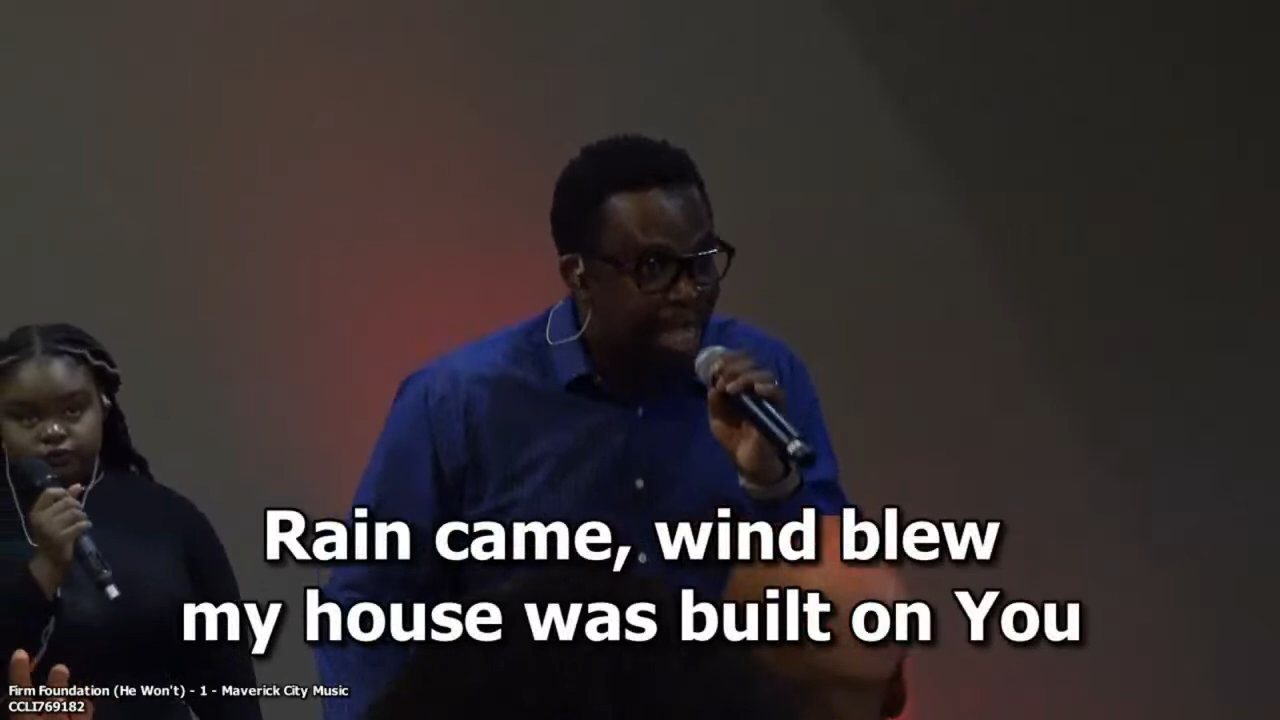 Rain came, wind blew
my house was built on You
Firm Foundation (He Won't) - 1 - Maverick City Music
CCLI769182